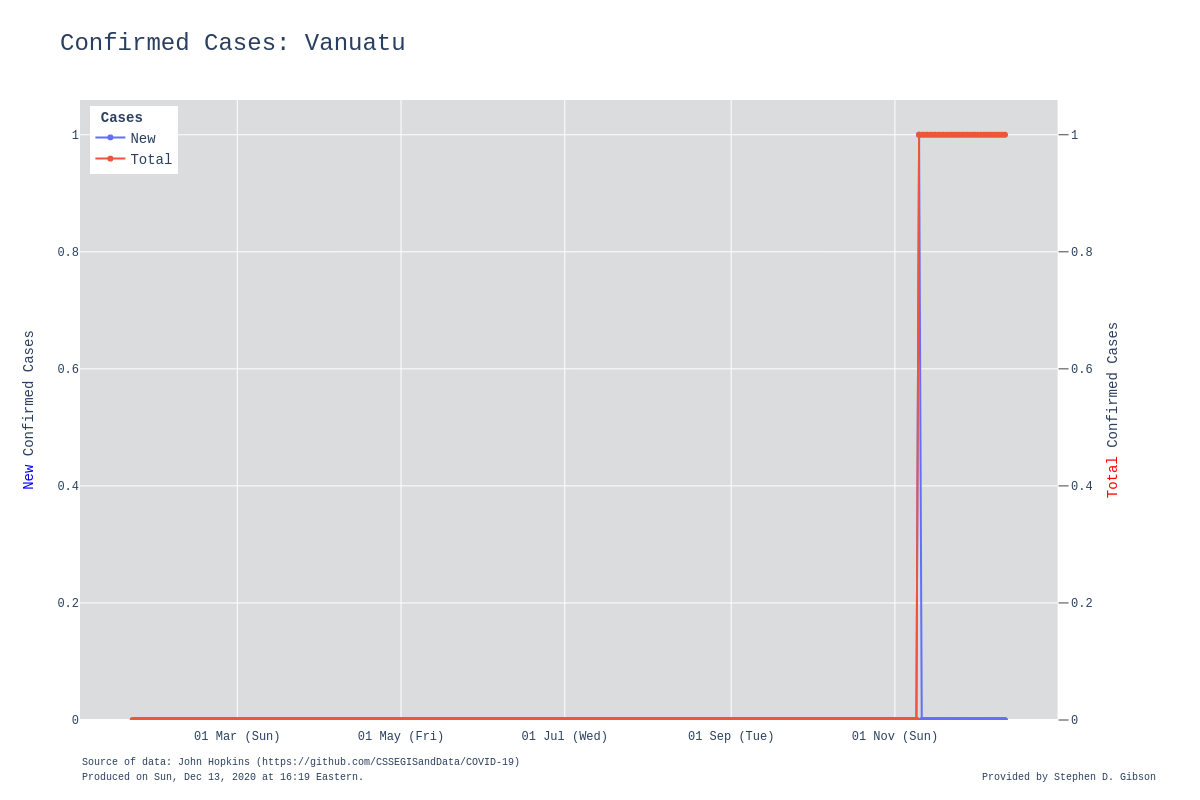 Confirmed Cases: Vanuatu
Cases
New
Total
1
0.8
0.6
0.4
0.2
0
New Confirmed Cases
1
0.8
0.6
0.4
0.2
0
Total Confirmed Cases
01 Mar (Sun)
01 May (Fri)
01 Jul (Wed)
01 Sep (Tue)
01 Nov (Sun)
Source of data: John Hopkins (https://github.com/CSSEGISandData/COVID-19)
Produced on Sun, Dec 13, 2020 at 16:19 Eastern.
Provided by Stephen D. Gibson